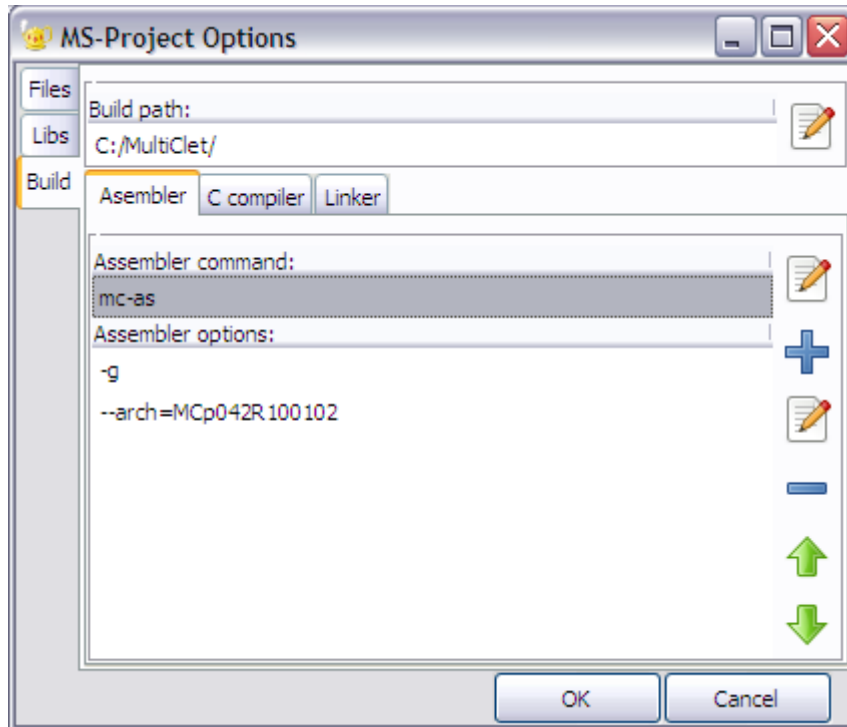 MS-Project Options
Files
Libs
Build
Build path:
C:/MultiClet/
Asembler
C compiler
Linker
Assembler command:
mc-as
Assembler options:
-g
--arch=MCp042R100102
OK
Cancel